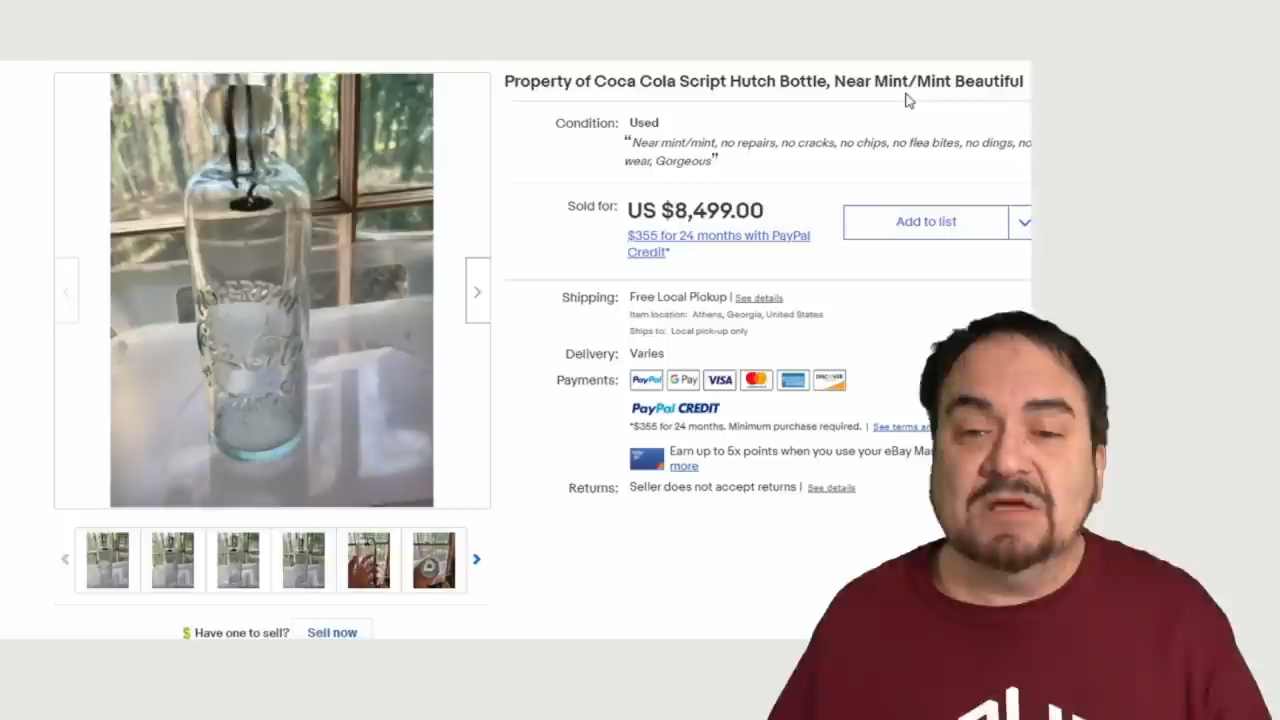 Property of Coca Cola Script Hutch Bottle, Near Mint/Mint Beautiful
Condition: Used
“Near mint/mint, no repairs, no cracks, no chips, no flea bites, no dings, no
wear, Gorgeous”
Sold for: US $8,499.00
Add to list
$355 for 24 months with PayPal
Credit*
Shipping: Free Local Pickup | See details
Item location: Athens, Georgia, United States
Ships to: Local pick-up only
Delivery: Varies
Payments: PayPal G Pay VISA DISCOVER
PayPal CREDIT
*$355 for 24 months. Minimum purchase required. | See terms
Earn up to 5x points when you use your eBay
more
Returns: Seller does not accept returns | See details
$ Have one to sell? Sell now